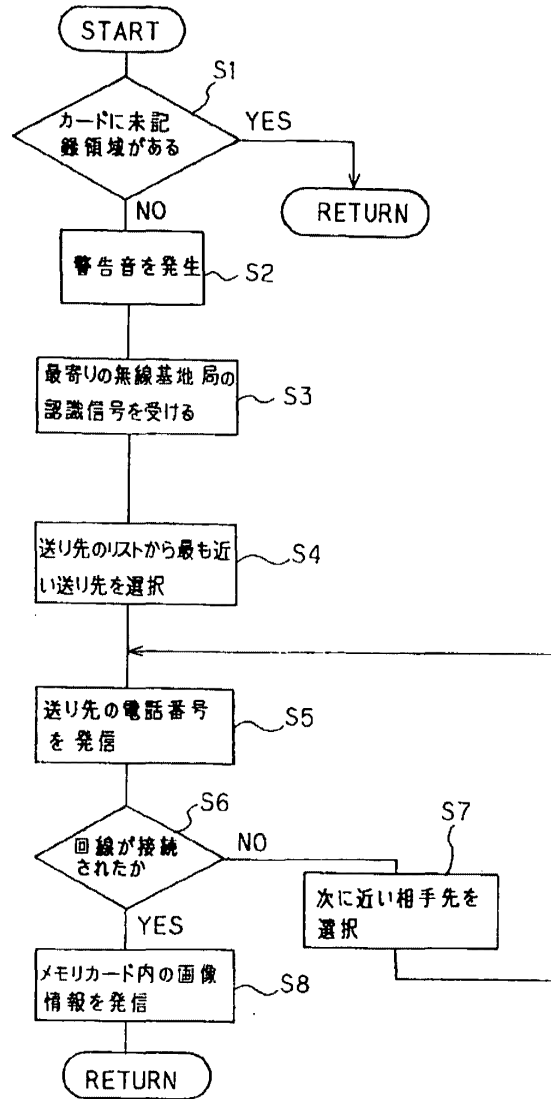 START
S1
カードに未記
録領域がある
YES
RETURN
NO
警告音を発生
S2
最寄りの無線基地局の
認識信号を受ける
S3
送り先のリストから最も近
い送り先を選択
S4
送り先の電話番号
を発信
S5
S6
回線が接続
されたか
NO
S7
次に近い相手先を
選択
YES
メモリカード内の画像
情報を発信
S8
RETURN